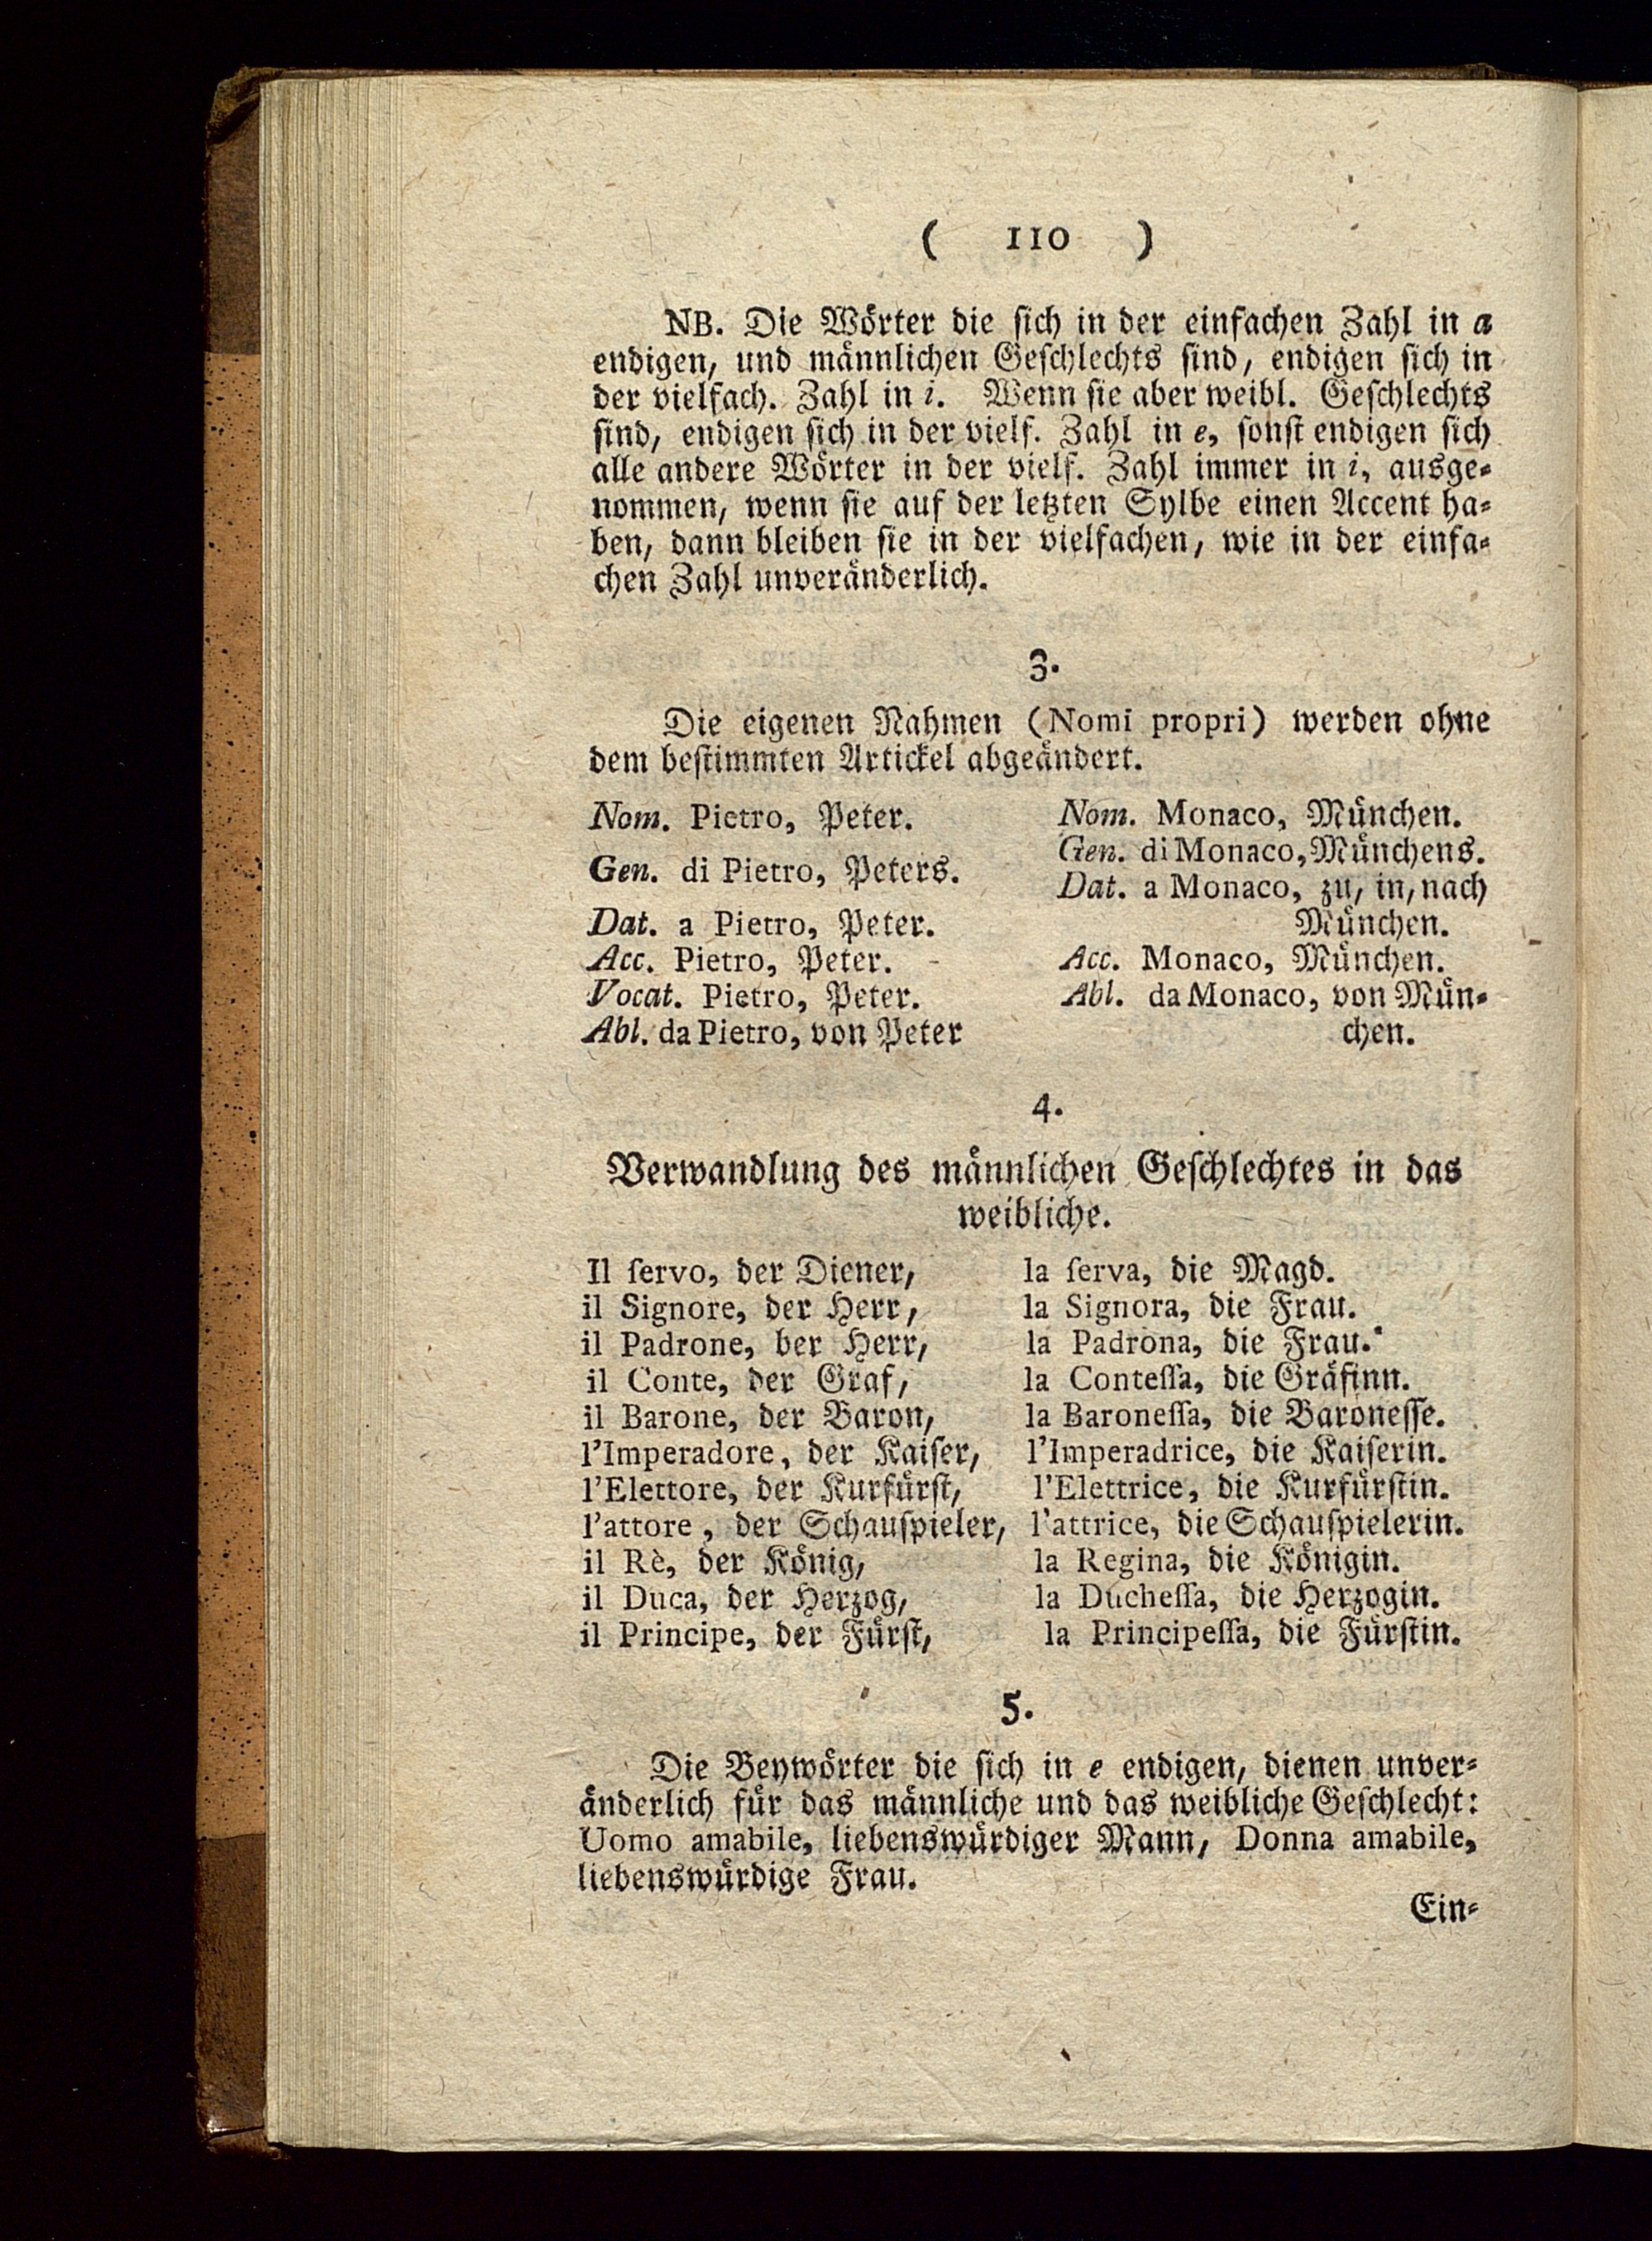 ( 110 )
NB. Die Wörter die sich in der einfachen Zahl in a
endigen, und männlichen Geschlechts sind, endigen sich in
der vielfach. Zahl in i. Wenn sie aber weibl. Geschlechts
sind, endigen sich in der vielf. Zahl in e, sonst endigen sich
alle andere Wörter in der vielf. Zahl immer in i, ausge-
nommen, wenn sie auf der letzten Sylbe einen Accent ha-
ben, dann bleiben sie in der vielfachen, wie in der einfa-
chen Zahl unveränderlich.
3.
Die eigenen Nahmen (Nomi propri) werden ohne
dem bestimmten Artickel abgeändert.
Nom. Pietro, Peter.
Gen. di Pietro, Peters.
Dat. a Pietro, Peter.
Acc. Pietro, Peter.
Vocat. Pietro, Peter.
Abl. da Pietro, von Peter
Nom. Monaco, München.
Gen. di Monaco, Münchens.
Dat. a Monaco, zu, in, nach
München.
Acc. Monaco, München.
Abl. da Monaco, von Mün-
chen.
4.
Verwandlung des männlichen Geschlechtes in das
weibliche.
Il ſervo, der Diener, la ſerva, die Magd.
il Signore, der Herr, la Signora, die Frau.
il Padrone, ber Herr, la Padrona, die Frau.
il Conte, der Graf, la Conteſſa, die Gräfinn.
il Barone, der Baron, la Baroneſſa, die Baronesse.
l'Imperadore, der Kaiser, l'Imperadrice, die Kaiserin.
l'Elettore, der Kurfürst, l'Elettrice, die Kurfürstin.
l'attore, der Schauspieler, l'attrice, die Schauspielerin.
il Rè, der König, la Regina, die Königin.
il Duca, der Herzog, la Ducheſſa, die Herzogin.
il Principe, der Fürst, la Principeſſa, die Fürstin.
5.
Die Beywörter die sich in e endigen, dienen unver-
änderlich für das männliche und das weibliche Geschlecht:
Uomo amabile, liebenswürdiger Mann, Donna amabile,
liebenswürdige Frau.
Ein-